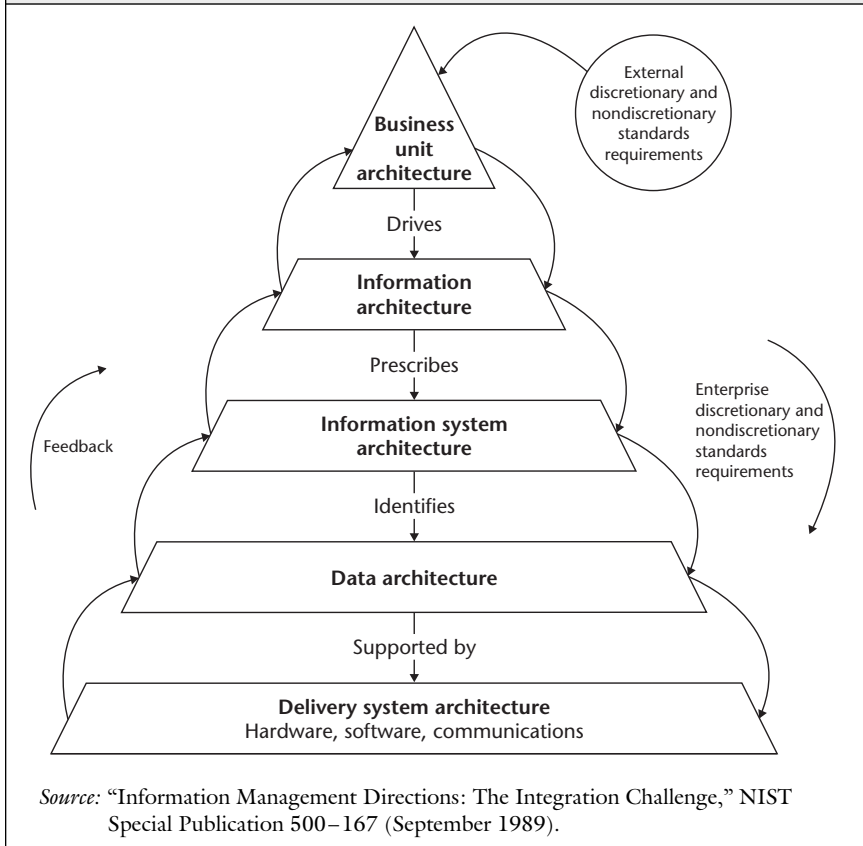 External
discretionary and
nondiscretionary
standards
requirements
Business
unit
architecture
Drives
Information
architecture
Prescribes
Information system
architecture
Enterprise
discretionary and
nondiscretionary
standards
requirements
Feedback
Identifies
Data architecture
Supported by
Delivery system architecture
Hardware, software, communications
Source: “Information Management Directions: The Integration Challenge,” NIST
Special Publication 500–167 (September 1989).